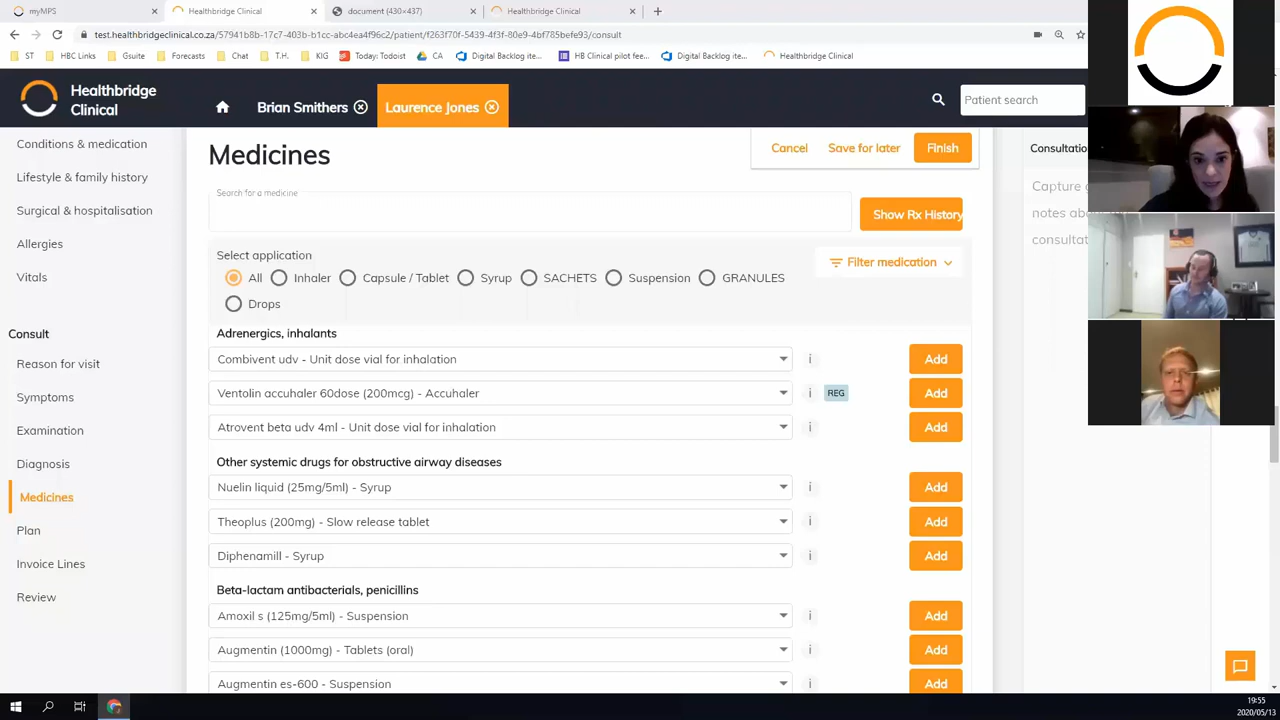 myMPS
Healthbridge Clinical
document (430×437)
Healthbridge Clinical
test.healthbridgeclinical.co.za/57941b8b-17c7-403b-b1cc-abc4ea4f96c2/patient/f263f70f-5439-4f3f-80e9-4bf785befe93/consult
ST
HBC Links
Gsuite
Forecasts
Chat
T.H.
KIG
Today: Todoist
CA
Digital Backlog ite...
HB Clinical pilot fee...
Digital Backlog ite...
Healthbridge Clinical
Healthbridge
Clinical
Brian Smithers
Laurence Jones
Patient search
Conditions & medication
Lifestyle & family history
Surgical & hospitalisation
Allergies
Vitals
Consult
Reason for visit
Symptoms
Examination
Diagnosis
Medicines
Plan
Invoice Lines
Review
Medicines
Cancel
Save for later
Finish
Search for a medicine
Show Rx History
Select application
All
Inhaler
Capsule / Tablet
Syrup
SACHETS
Suspension
GRANULES
Drops
Filter medication
Adrenergics, inhalants
Combivent udv - Unit dose vial for inhalation
i
Add
Ventolin accuhaler 60dose (200mcg) - Accuhaler
i
REG
Add
Atrovent beta udv 4ml - Unit dose vial for inhalation
i
Add
Other systemic drugs for obstructive airway diseases
Nuelin liquid (25mg/5ml) - Syrup
i
Add
Theoplus (200mg) - Slow release tablet
i
Add
Diphenamill - Syrup
i
Add
Beta-lactam antibacterials, penicillins
Amoxil s (125mg/5ml) - Suspension
i
Add
Augmentin (1000mg) - Tablets (oral)
i
Add
Augmentin es-600 - Suspension
i
Add
Consultatio
Capture
notes abo
consultat
19:55
2020/05/13